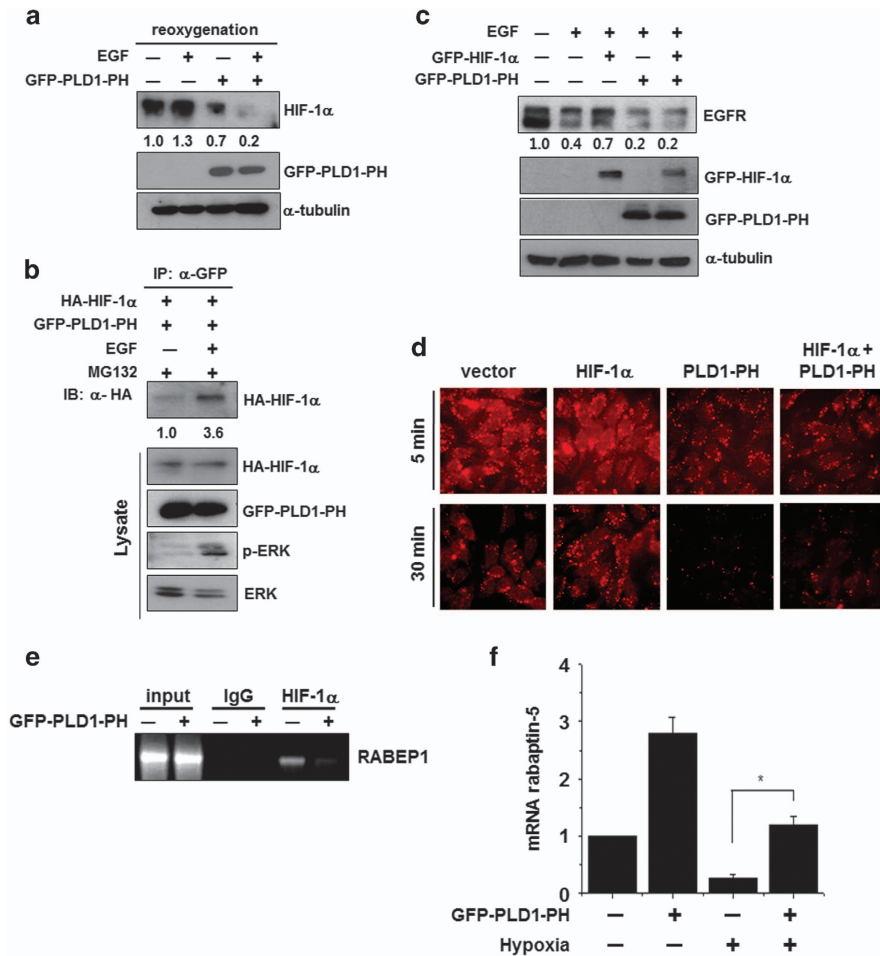 a
reoxygenation
EGF — + — +
GFP-PLD1-PH — — + +
HIF-1α
1.0 1.3 0.7 0.2
GFP-PLD1-PH
α-tubulin
b
IP: α-GFP
HA-HIF-1α + +
GFP-PLD1-PH + +
EGF — +
MG132 + +
IB: α- HA
HA-HIF-1α
1.0 3.6
HA-HIF-1α
GFP-PLD1-PH
p-ERK
ERK
Lysate
c
EGF — + + + +
GFP-HIF-1α — — + — +
GFP-PLD1-PH — — — + +
EGFR
1.0 0.4 0.7 0.2 0.2
GFP-HIF-1α
GFP-PLD1-PH
α-tubulin
d
vector HIF-1α PLD1-PH HIF-1α + PLD1-PH
5 min
30 min
e
input IgG HIF-1α
GFP-PLD1-PH — + — + — +
RABEP1
f
mRNA rabaptin-5
4
3
2
1
0
*
GFP-PLD1-PH — + — +
Hypoxia — — + +